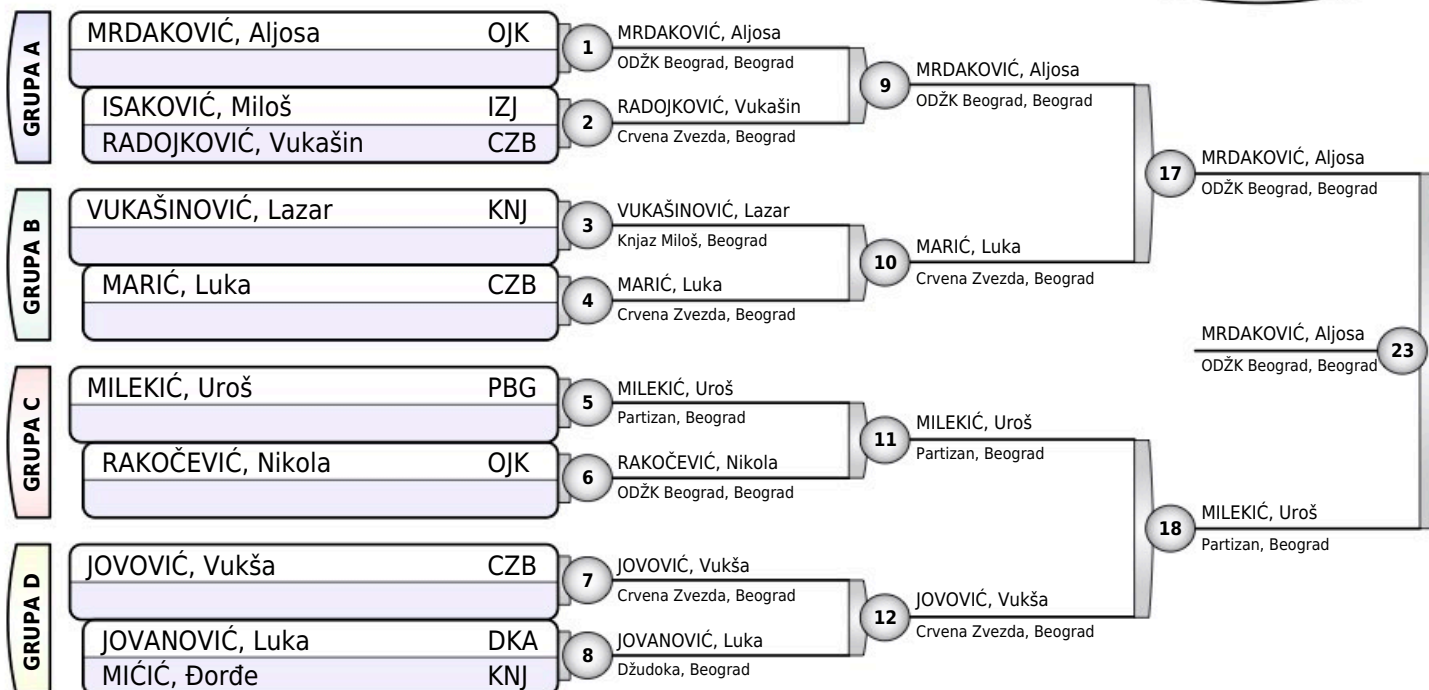 GRUPA A
MRDAKOVIĆ, Aljosa OJK
ISAKOVIĆ, Miloš IZJ
RADOJKOVIĆ, Vukašin CZB
GRUPA B
VUKAŠINOVIĆ, Lazar KNJ
MARIĆ, Luka CZB
GRUPA C
MILEKIĆ, Uroš PBG
RAKOČEVIĆ, Nikola OJK
GRUPA D
JOVOVIĆ, Vukša CZB
JOVANOVIĆ, Luka DKA
MIĆIĆ, Đorđe KNJ
1
MRDAKOVIĆ, Aljosa
ODŽK Beograd, Beograd
2
RADOJKOVIĆ, Vukašin
Crvena Zvezda, Beograd
3
VUKAŠINOVIĆ, Lazar
Knjaz Miloš, Beograd
4
MARIĆ, Luka
Crvena Zvezda, Beograd
5
MILEKIĆ, Uroš
Partizan, Beograd
6
RAKOČEVIĆ, Nikola
ODŽK Beograd, Beograd
7
JOVOVIĆ, Vukša
Crvena Zvezda, Beograd
8
JOVANOVIĆ, Luka
Džudoka, Beograd
9
MRDAKOVIĆ, Aljosa
ODŽK Beograd, Beograd
10
MARIĆ, Luka
Crvena Zvezda, Beograd
11
MILEKIĆ, Uroš
Partizan, Beograd
12
JOVOVIĆ, Vukša
Crvena Zvezda, Beograd
17
MRDAKOVIĆ, Aljosa
ODŽK Beograd, Beograd
18
MILEKIĆ, Uroš
Partizan, Beograd
MRDAKOVIĆ, Aljosa
ODŽK Beograd, Beograd
23